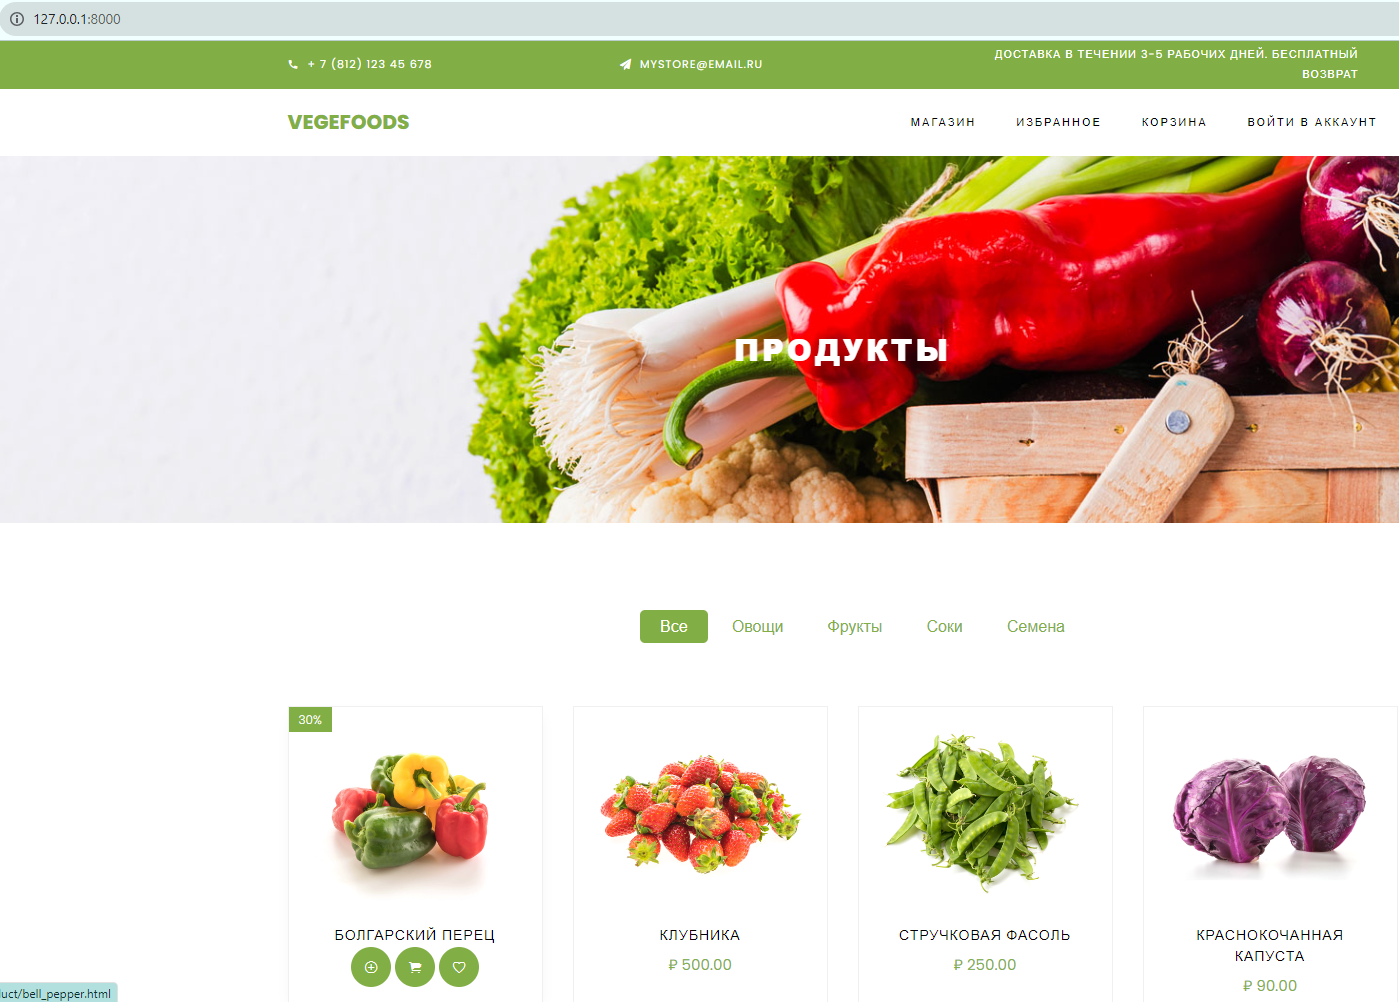 127.0.0.1:8000
+ 7 (812) 123 45 678
MYSTORE@EMAIL.RU
ДОСТАВКА В ТЕЧЕНИИ 3-5 РАБОЧИХ ДНЕЙ. БЕСПЛАТНЫЙ
ВОЗВРАТ
VEGEFOODS
МАГАЗИН
ИЗБРАННОЕ
КОРЗИНА
ВОЙТИ В АККАУНТ
ПРОДУКТЫ
Все
Овощи
Фрукты
Соки
Семена
30%
БОЛГАРСКИЙ ПЕРЕЦ
КЛУБНИКА
₽ 500.00
СТРУЧКОВАЯ ФАСОЛЬ
₽ 250.00
КРАСНОКОЧАННАЯ
КАПУСТА
₽ 90.00
uct/bell_pepper.html